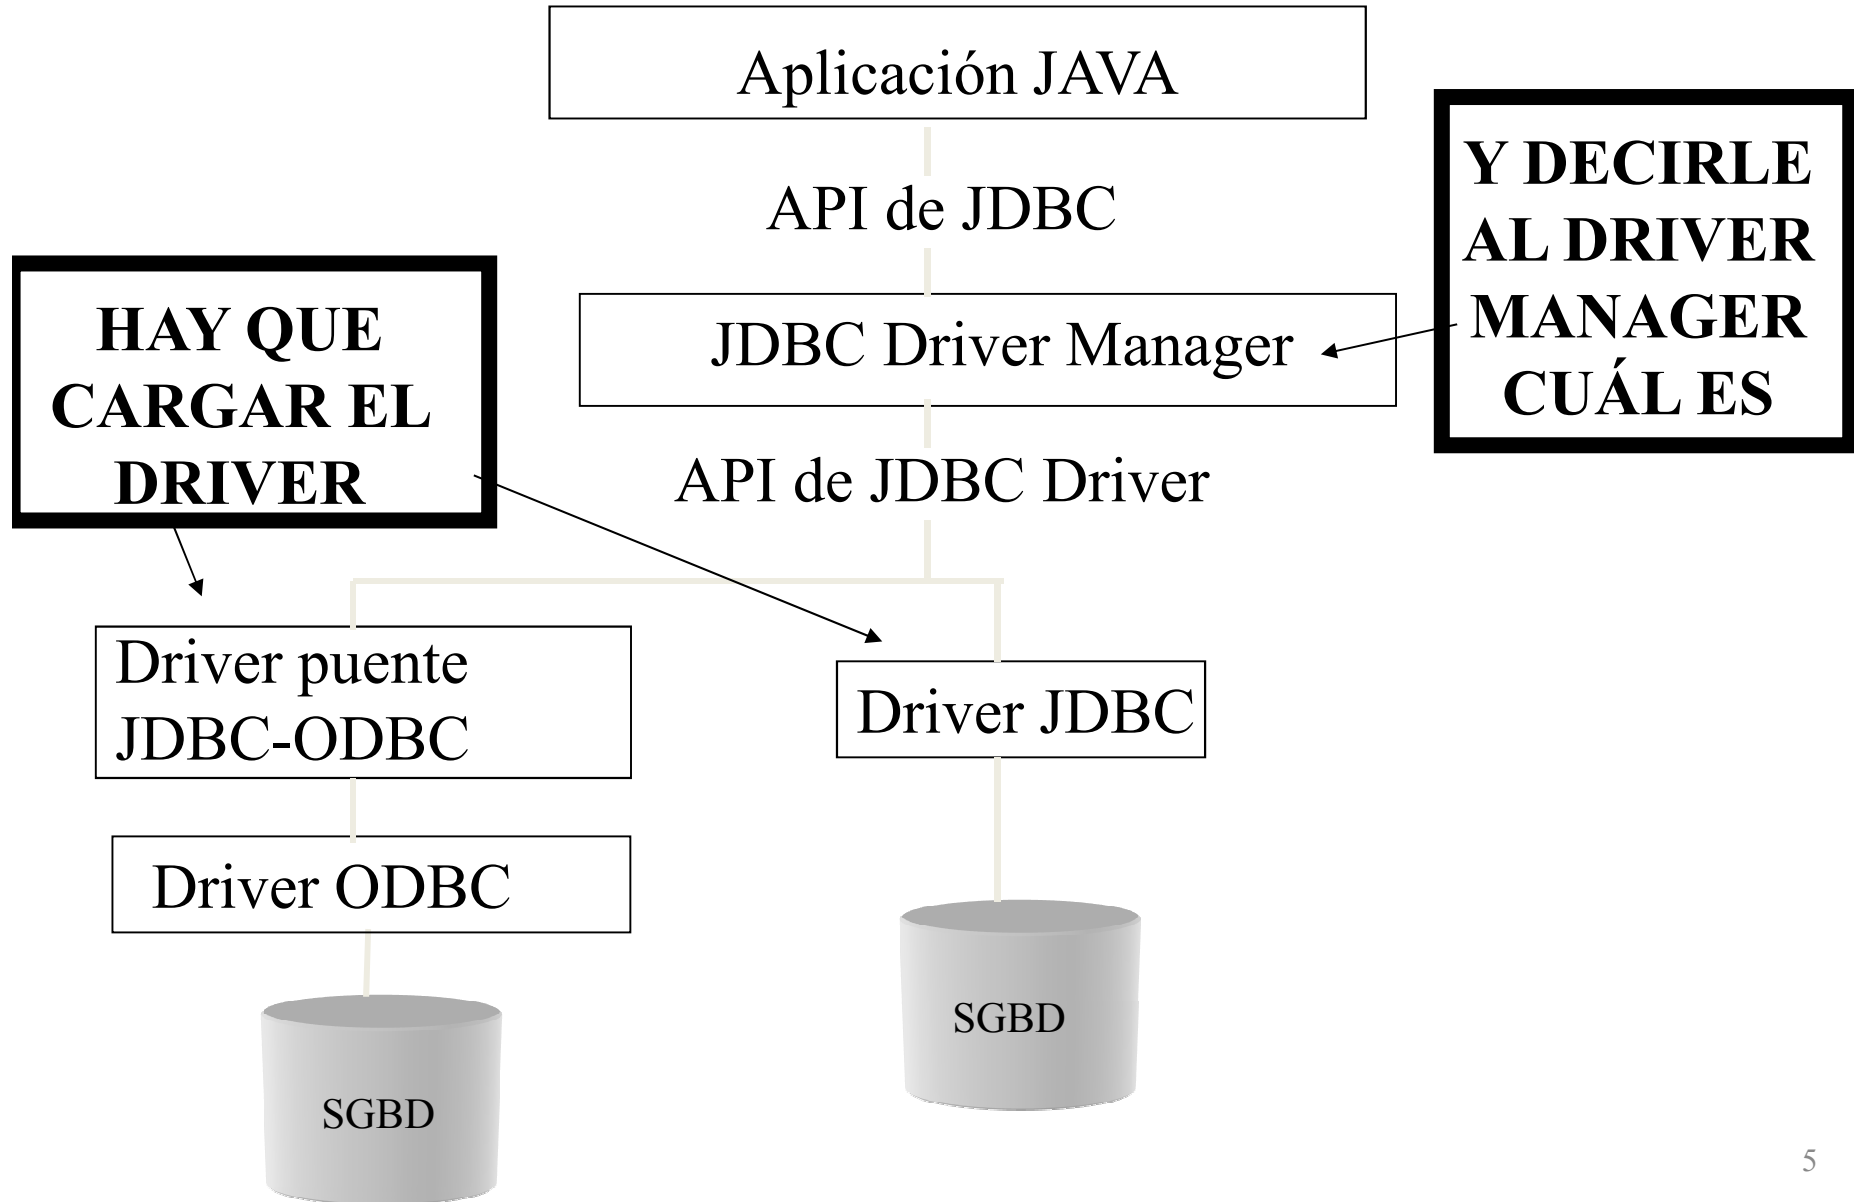 Aplicación JAVA
Y DECIRLE
AL DRIVER
MANAGER
CUÁL ES
API de JDBC
HAY QUE
CARGAR EL
DRIVER
JDBC Driver Manager
API de JDBC Driver
Driver puente
JDBC-ODBC
Driver JDBC
Driver ODBC
SGBD
SGBD
5